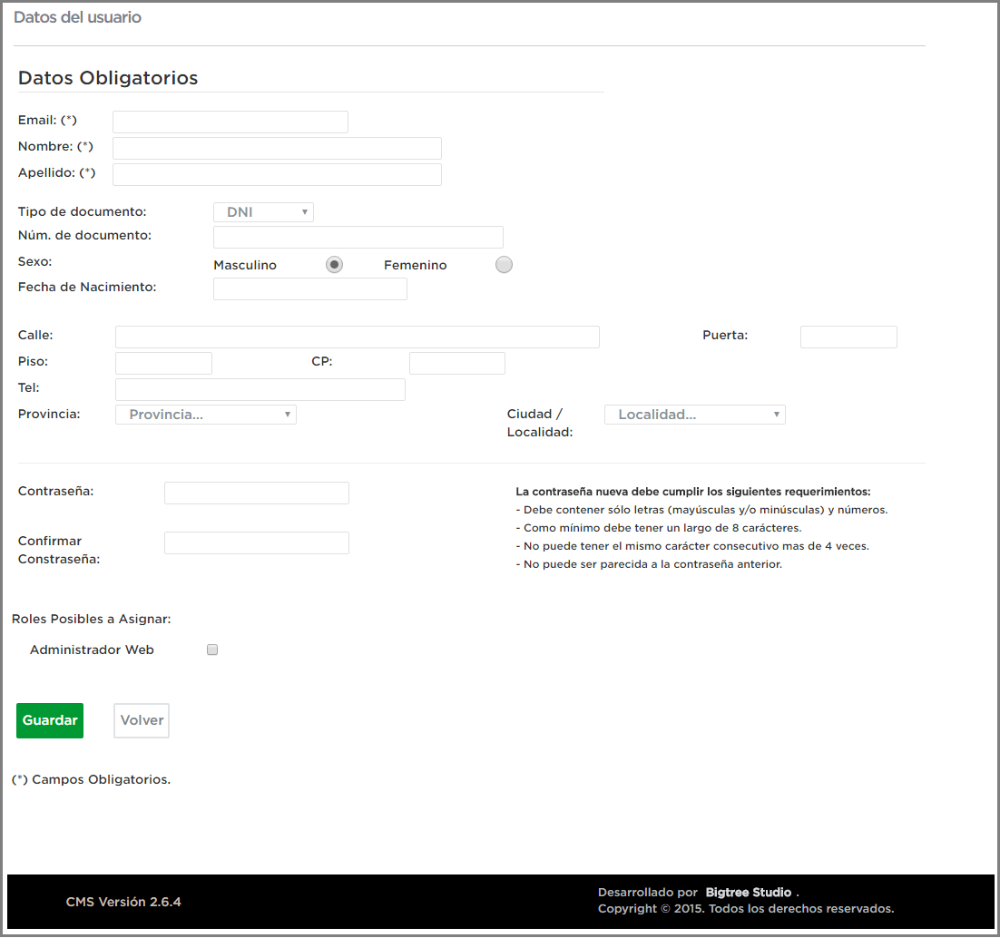 Datos del usuario
Datos Obligatorios
Email: (*)
Nombre: (*)
Apellido: (*)
Tipo de documento: DNI
Núm. de documento:
Sexo: Masculino Femenino
Fecha de Nacimiento:
Calle: Puerta:
Piso: CP:
Tel:
Provincia: Provincia... Ciudad / Localidad...
Localidad:
Contraseña:
Confirmar
Constraseña:
La contraseña nueva debe cumplir los siguientes requerimientos:
- Debe contener sólo letras (mayúsculas y/o minúsculas) y números.
- Como mínimo debe tener un largo de 8 carácteres.
- No puede tener el mismo carácter consecutivo mas de 4 veces.
- No puede ser parecida a la contraseña anterior.
Roles Posibles a Asignar:
Administrador Web
Guardar Volver
(*) Campos Obligatorios.
CMS Versión 2.6.4
Desarrollado por Bigtree Studio .
Copyright © 2015. Todos los derechos reservados.